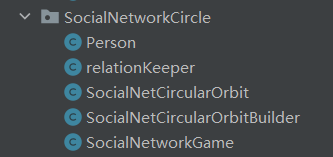 SocialNetworkCircle
Person
relationKeeper
SocialNetCircularOrbit
SocialNetCircularOrbitBuilder
SocialNetworkGame